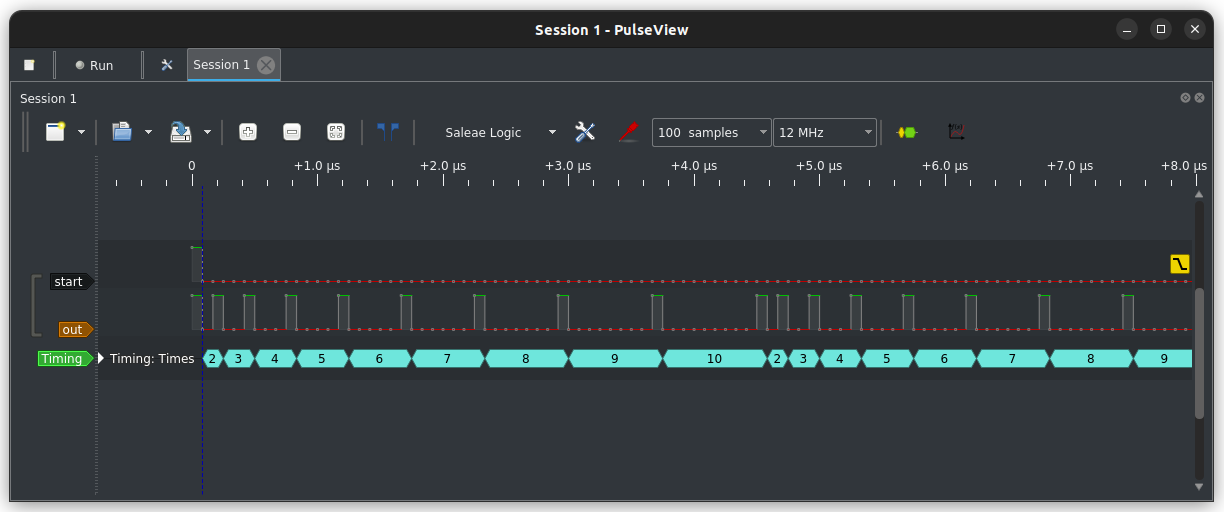 Session 1 - PulseView
Run
Session 1
Session 1
Saleae Logic 100 samples 12 MHz
0 +1.0 µs +2.0 µs +3.0 µs +4.0 µs +5.0 µs +6.0 µs +7.0 µs +8.0 µs
start
out
Timing Timing: Times 2 3 4 5 6 7 8 9 10 2 3 4 5 6 7 8 9